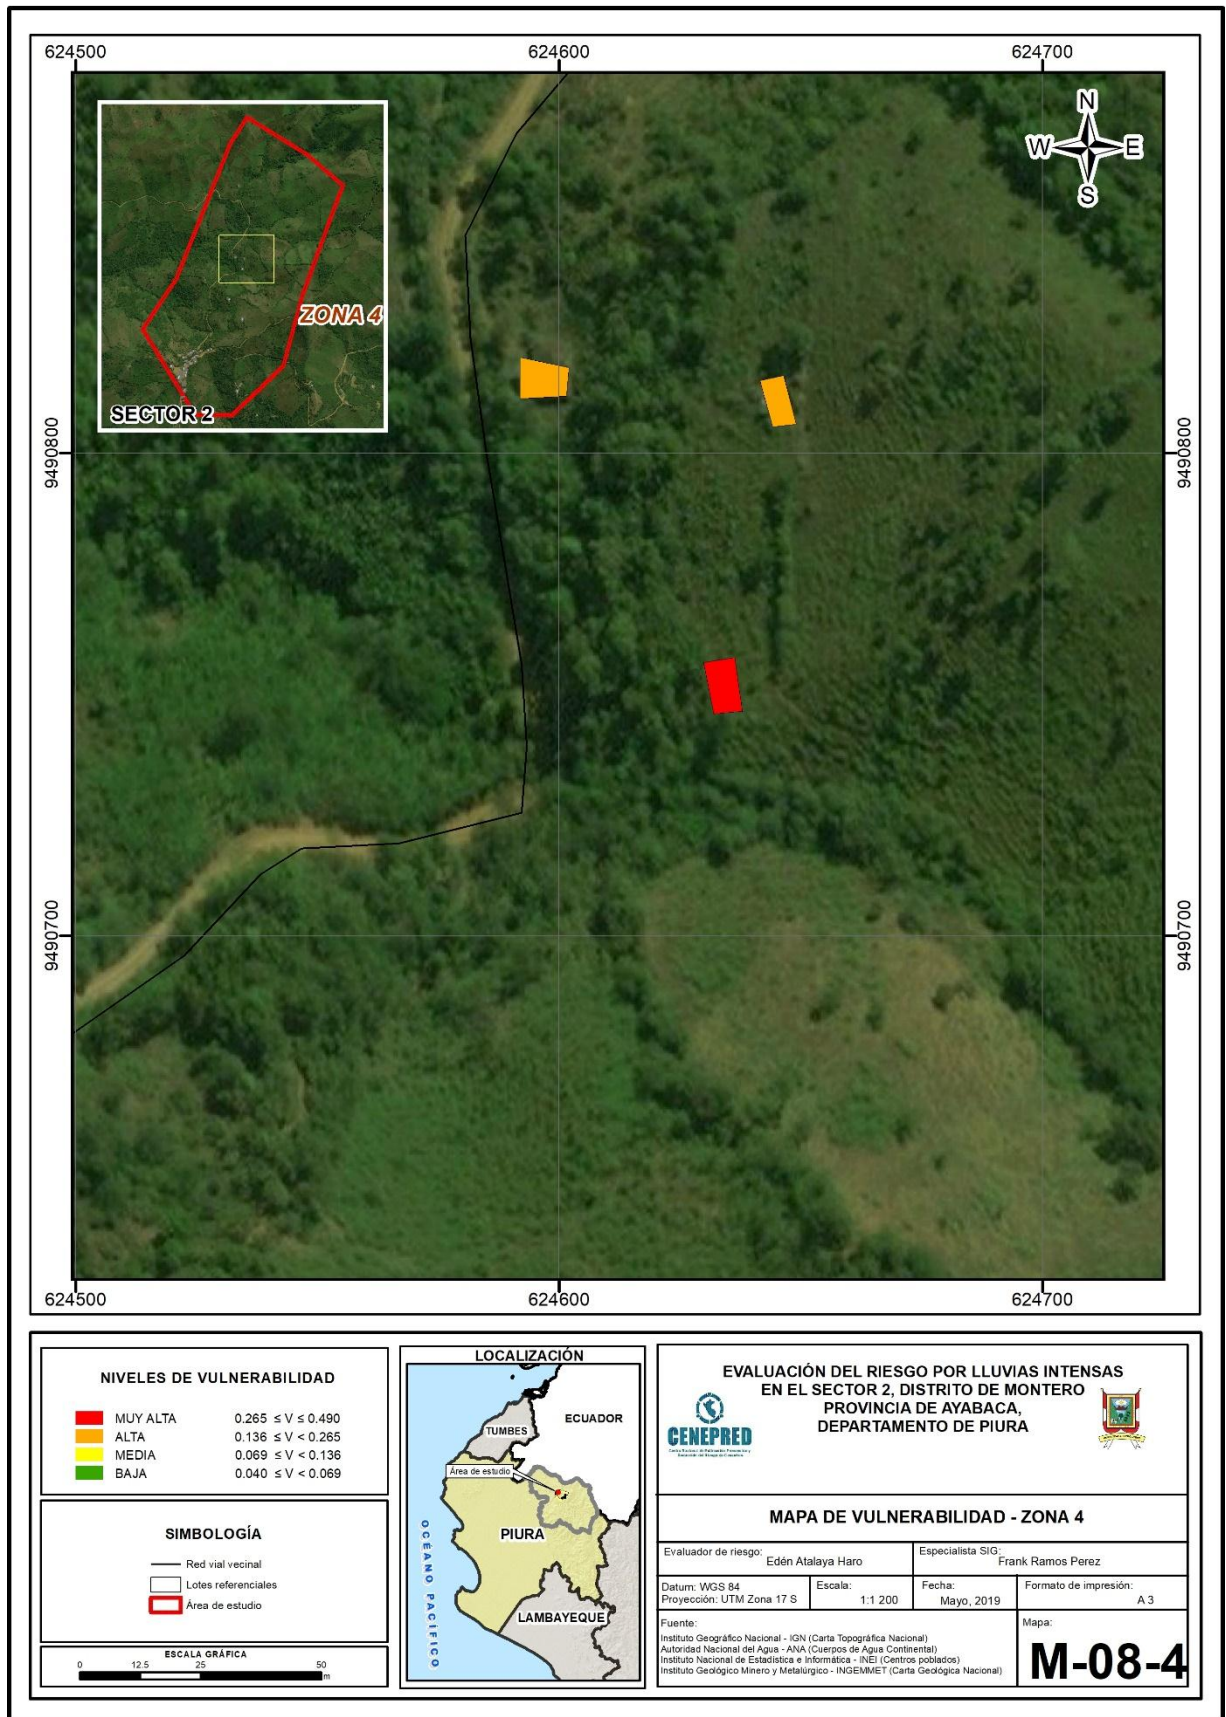 624500
624600
624700
N
W
E
S
ZONA 4
SECTOR 2
9490800
9490800
9490700
9490700
624500
624600
624700
NIVELES DE VULNERABILIDAD
MUY ALTA 0.265 ≤ V ≤ 0.490
ALTA 0.136 ≤ V < 0.265
MEDIA 0.069 ≤ V < 0.136
BAJA 0.040 ≤ V < 0.069
SIMBOLOGÍA
Red vial vecinal
Lotes referenciales
Área de estudio
ESCALA GRÁFICA
0 12.5 25 50
m
LOCALIZACIÓN
ECUADOR
TUMBES
Área de estudio
PIURA
OCÉANO PACÍFICO
LAMBAYEQUE
EVALUACIÓN DEL RIESGO POR LLUVIAS INTENSAS
EN EL SECTOR 2, DISTRITO DE MONTERO
PROVINCIA DE AYABACA,
DEPARTAMENTO DE PIURA
CENEPRED
MAPA DE VULNERABILIDAD - ZONA 4
Evaluador de riesgo:
Edén Atalaya Haro
Especialista SIG:
Frank Ramos Perez
Datum: WGS 84
Proyección: UTM Zona 17 S
Escala:
1:1 200
Fecha:
Mayo, 2019
Formato de impresión:
A 3
Fuente:
Instituto Geográfico Nacional - IGN (Carta Topográfica Nacional)
Autoridad Nacional del Agua - ANA (Cuerpos de Agua Continental)
Instituto Nacional de Estadística e Informática - INEI (Centros poblados)
Instituto Geológico Minero y Metalúrgico - INGEMMET (Carta Geológica Nacional)
Mapa:
M-08-4